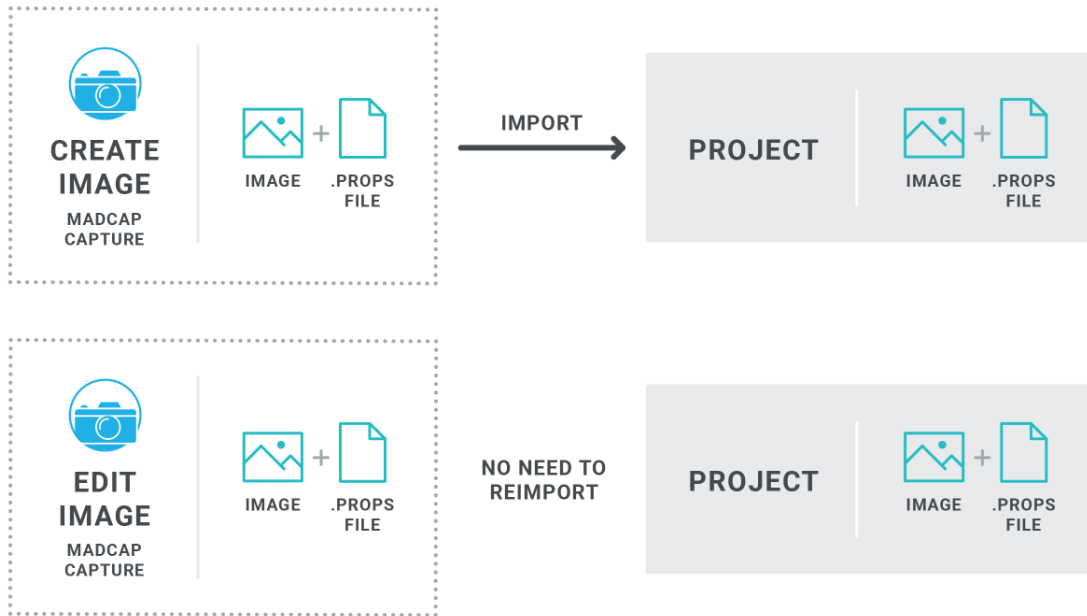 CREATE
IMAGE
MADCAP
CAPTURE
IMAGE
.PROPS
FILE
IMPORT
PROJECT
IMAGE
.PROPS
FILE
EDIT
IMAGE
MADCAP
CAPTURE
IMAGE
.PROPS
FILE
NO NEED TO
REIMPORT
PROJECT
IMAGE
.PROPS
FILE